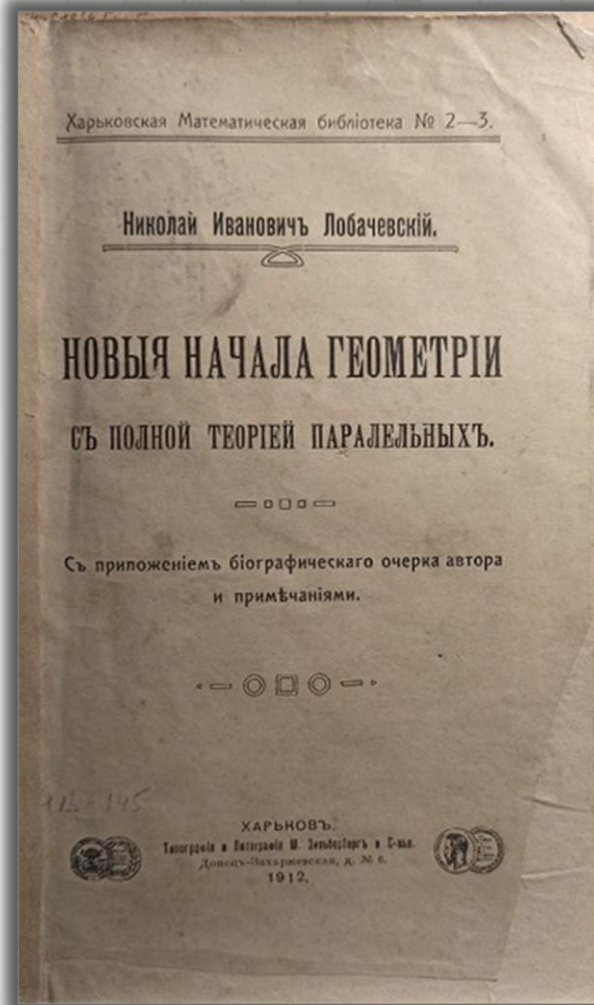 Харьковская Математическая библіотека № 2—3.
Николай Ивановичъ Лобачевскій.
НОВЫЯ НАЧАЛА ГЕОМЕТРІИ
СЪ ПОЛНОЙ ТЕОРІЕЙ ПАРАЛЕЛЬНЫХЪ.
Съ приложеніемъ біографическаго очерка автора
и примѣчаніями.
ХАРЬКОВЪ.
Типографія и Литографія М. Зильбербергъ и С-вья.
Донецъ-Захаржевская, д. № 6.
1912.